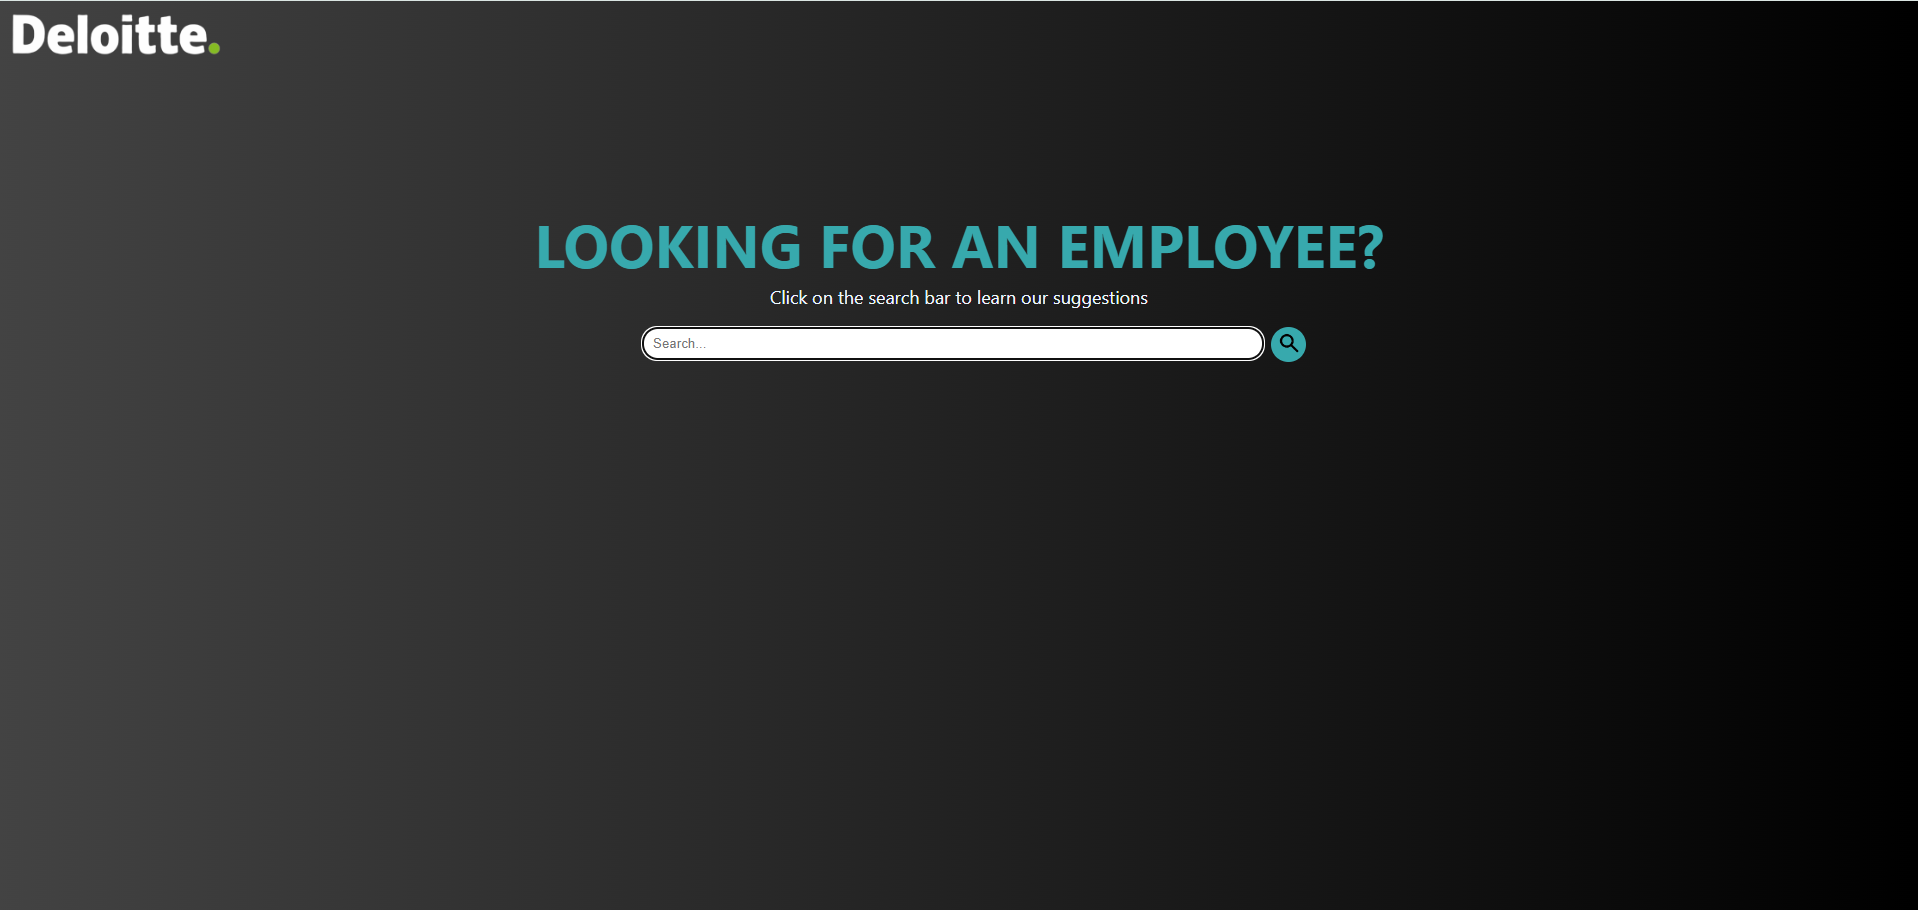 Deloitte.
LOOKING FOR AN EMPLOYEE?
Click on the search bar to learn our suggestions
Search...